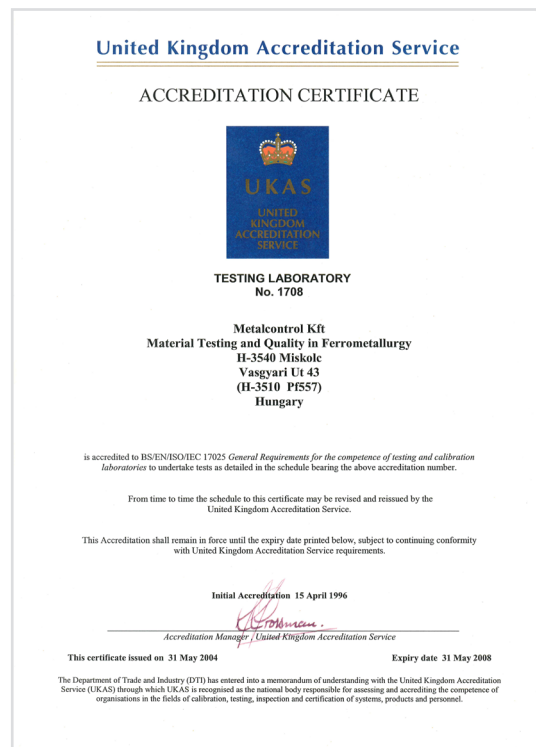 United Kingdom Accreditation Service
ACCREDITATION CERTIFICATE
UKAS
UNITED
KINGDOM
ACCREDITATION
SERVICE
TESTING LABORATORY
No. 1708
Metalcontrol Kft
Material Testing and Quality in Ferrometallurgy
H-3540 Miskolc
Vasgyari Ut 43
(H-3510 Pf557)
Hungary
is accredited to BS/EN/ISO/IEC 17025 General Requirements for the competence of testing and calibration
laboratories to undertake tests as detailed in the schedule bearing the above accreditation number.
From time to time the schedule to this certificate may be revised and reissued by the
United Kingdom Accreditation Service.
This Accreditation shall remain in force until the expiry date printed below, subject to continuing conformity
with United Kingdom Accreditation Service requirements.
Initial Accreditation 15 April 1996
Accreditation Manager, United Kingdom Accreditation Service
This certificate issued on 31 May 2004
Expiry date 31 May 2008
The Department of Trade and Industry (DTI) has entered into a memorandum of understanding with the United Kingdom Accreditation
Service (UKAS) through which UKAS is recognised as the national body responsible for assessing and accrediting the competence of
organisations in the fields of calibration, testing, inspection and certification of systems, products and personnel.